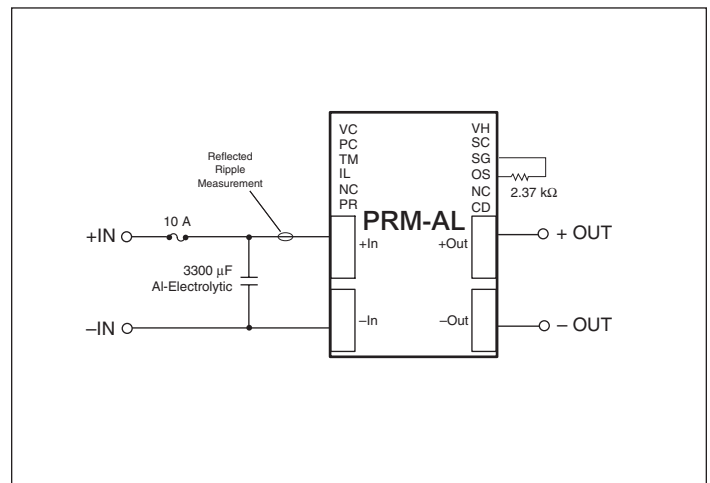 Reflected
Ripple
Measurement
10 A
+IN
3300 μF
Al-Electrolytic
–IN
VC
PC
TM
IL
NC
PR
VH
SC
SG
OS
NC
CD
2.37 kΩ
PRM-AL
+In
+Out
–In
–Out
+ OUT
– OUT